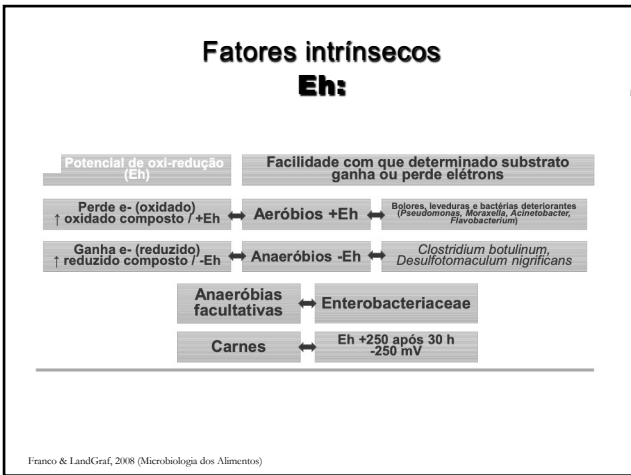 Fatores intrínsecos
Eh:
Potencial de oxi-redução
(Eh)
Facilidade com que determinado substrato
ganha ou perde elétrons
Perde e- (oxidado)
↑ oxidado composto / +Eh
Aeróbios +Eh
Bolores, leveduras e bactérias deteriorantes
(Pseudomonas, Moraxella, Acinetobacter,
Flavobacterium)
Ganha e- (reduzido)
↑ reduzido composto / -Eh
Anaeróbios -Eh
Clostridium botulinum,
Desulfotomaculum nigrificans
Anaeróbias
facultativas
Enterobacteriaceae
Carnes
Eh +250 após 30 h
-250 mV
Franco & LandGraf, 2008 (Microbiologia dos Alimentos)